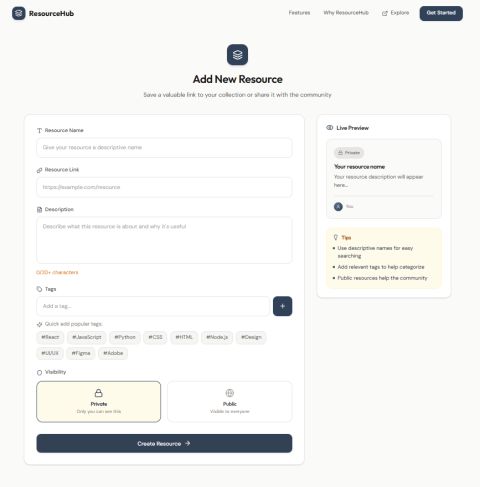 ResourceHub
Features Why ResourceHub Explore Get Started
Add New Resource
Save a valuable link to your collection or share it with the community
Resource Name
Give your resource a descriptive name
Resource Link
https://example.com/resource
Description
Describe what this resource is about and why it's useful
0/30+ characters
Tags
Add a tag...
+
Quick add popular tags:
#React #JavaScript #Python #CSS #HTML #Node.js #Design
#UI/UX #Figma #Adobe
Visibility
Private
Only you can see this
Public
Visible to everyone
Create Resource →
Live Preview
Private
Your resource name
Your resource description will appear
here...
You
Tips
• Use descriptive names for easy
searching
• Add relevant tags to help categorize
• Public resources help the community